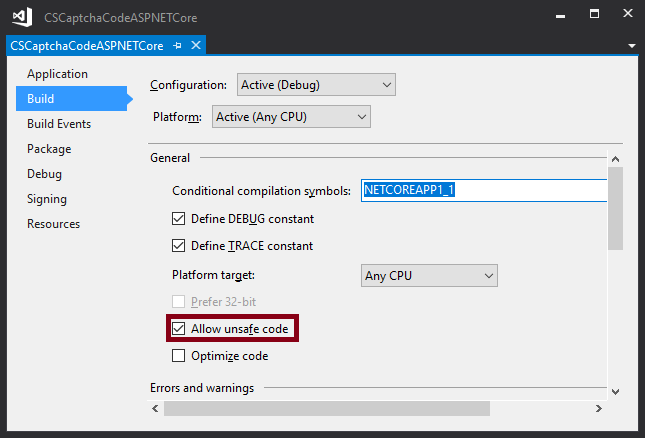 CSCaptchaCodeASPNETCore
CSCaptchaCodeASPNETCore
Application
Build
Build Events
Package
Debug
Signing
Resources
Configuration: Active (Debug)
Platform: Active (Any CPU)
General
Conditional compilation symbols: NETCOREAPP1_1
Define DEBUG constant
Define TRACE constant
Platform target: Any CPU
Prefer 32-bit
Allow unsafe code
Optimize code
Errors and warnings